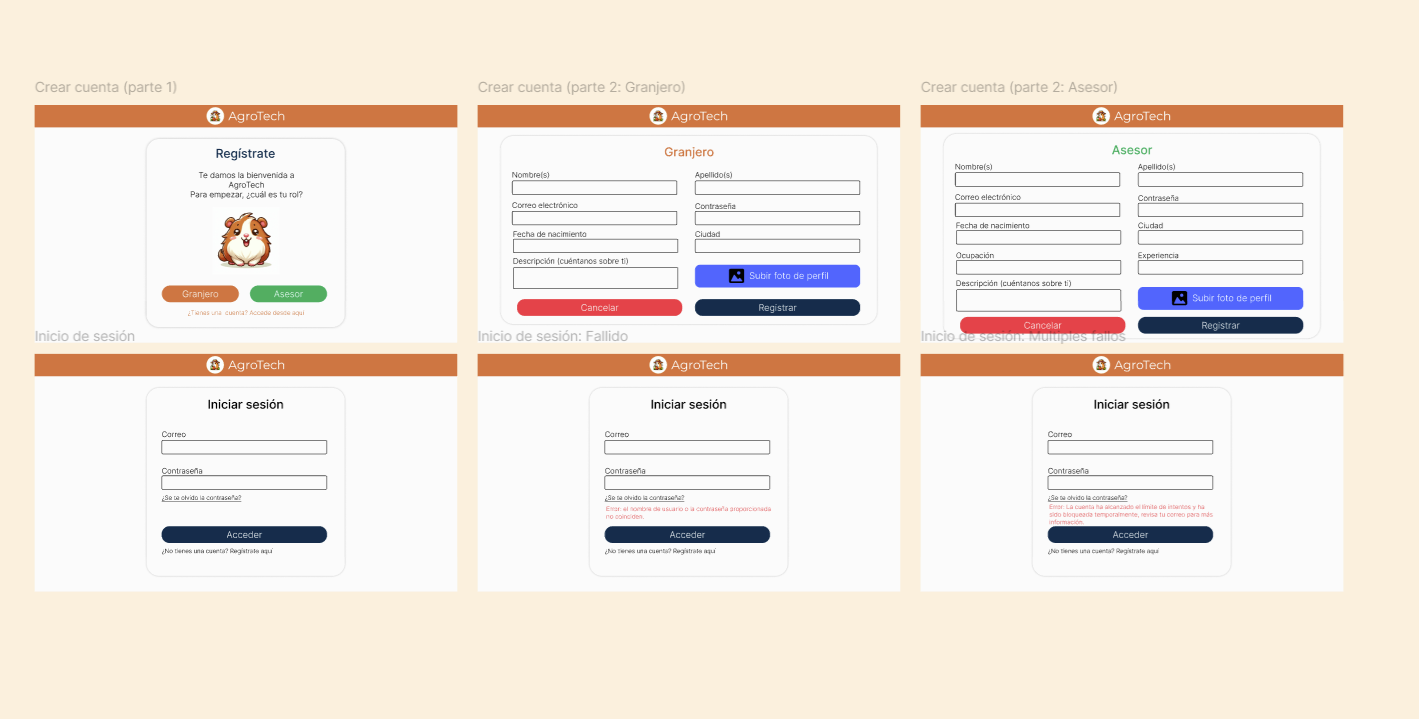 Crear cuenta (parte 1)
AgroTech
Regístrate
Te damos la bienvenida a
AgroTech
Para empezar, ¿cuál es tu rol?
Granjero
Asesor
¿Tienes una cuenta? Accede desde aquí
Crear cuenta (parte 2: Granjero)
AgroTech
Granjero
Nombre(s)
Apellido(s)
Correo electrónico
Contraseña
Fecha de nacimiento
Ciudad
Descripción (cuéntanos sobre ti)
Subir foto de perfil
Cancelar
Registrar
Crear cuenta (parte 2: Asesor)
AgroTech
Asesor
Nombre(s)
Apellido(s)
Correo electrónico
Contraseña
Fecha de nacimiento
Ciudad
Ocupación
Experiencia
Descripción (cuéntanos sobre ti)
Subir foto de perfil
Cancelar
Registrar
Inicio de sesión
AgroTech
Iniciar sesión
Correo
Contraseña
¿Se te olvido la contraseña?
Acceder
¿No tienes una cuenta? Regístrate aquí
Inicio de sesión: Fallido
AgroTech
Iniciar sesión
Correo
Contraseña
¿Se te olvido la contraseña?
Error: el nombre de usuario o la contraseña proporcionada
no coinciden.
Acceder
¿No tienes una cuenta? Regístrate aquí
Inicio de sesión: Múltiples fallos
AgroTech
Iniciar sesión
Correo
Contraseña
¿Se te olvido la contraseña?
Error: La cuenta ha alcanzado el límite de intentos y ha
sido bloqueada temporalmente, revisa tu correo para más
información.
Acceder
¿No tienes una cuenta? Regístrate aquí